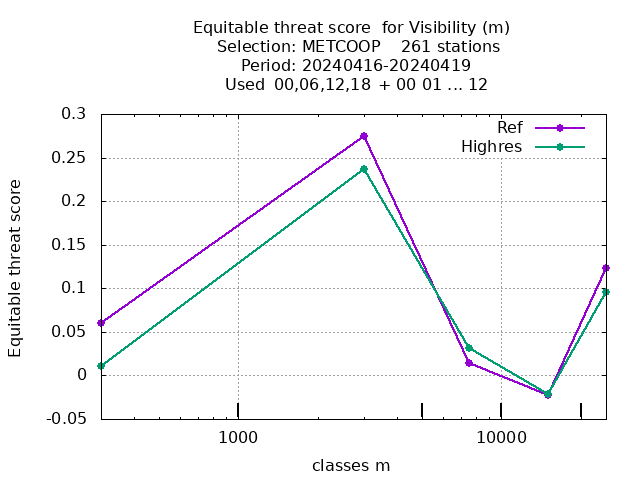 Equitable threat score  for Visibility (m)
Selection: METCOOP    261 stations
Period: 20240416-20240419
Used  00,06,12,18 + 00 01 ... 12
Ref
Highres
0.3
0.25
0.2
0.15
0.1
0.05
0
-0.05
Equitable threat score
1000
10000
classes m